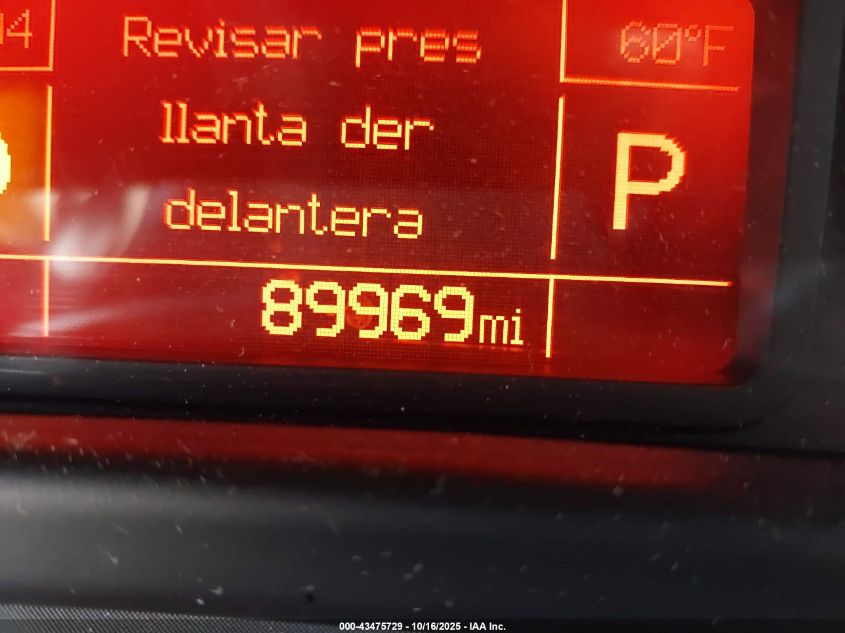 Revisar pres
60°F
llanta der
P
delantera
89969mi
000-43475729 - 10/16/2025 - IAA Inc.